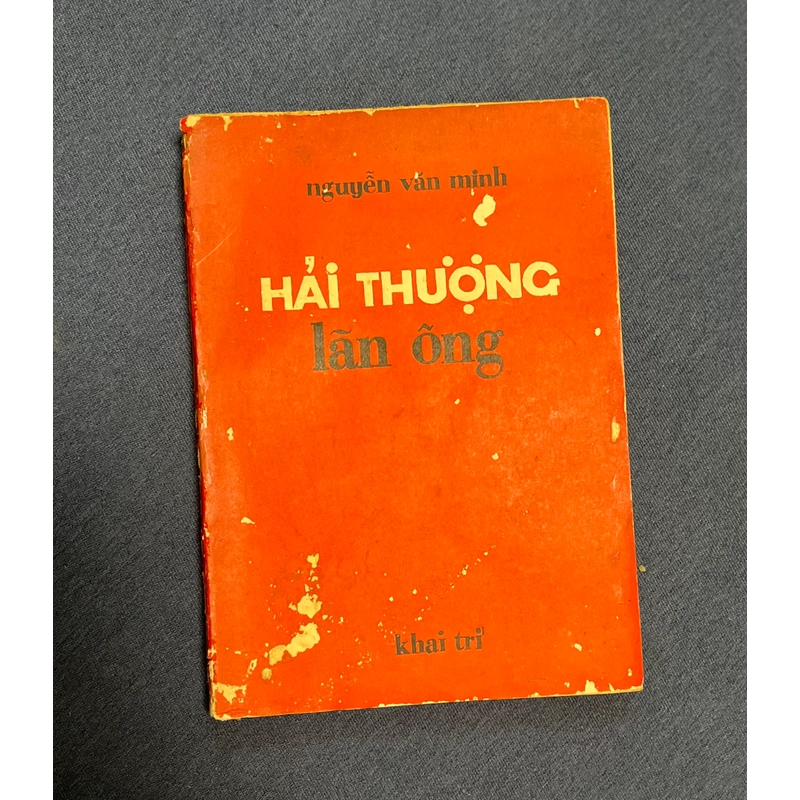 nguyễn văn minh
HẢI THƯỢNG
lãn ông
khai trí